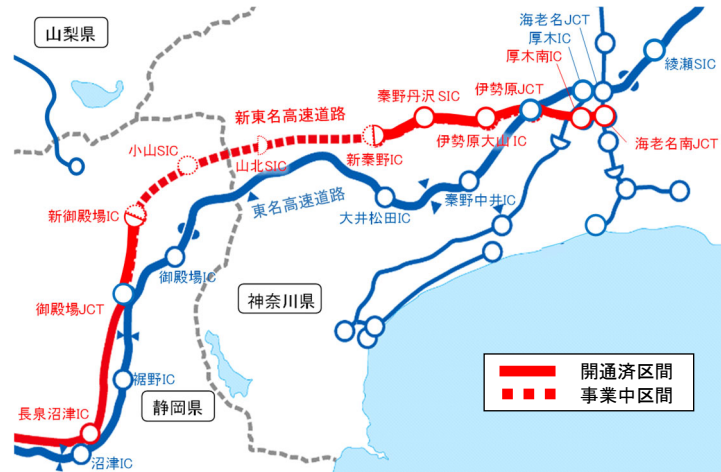 山梨県
海老名JCT
厚木IC
厚木南IC
綾瀬SIC
新東名高速道路
秦野丹沢SIC
伊勢原JCT
小山SIC
山北SIC
新秦野IC
伊勢原大山IC
海老名南JCT
新御殿場IC
東名高速道路
大井松田IC
秦野中井IC
御殿場IC
御殿場JCT
神奈川県
裾野IC
静岡県
長泉沼津IC
沼津IC
開通済区間
事業中区間